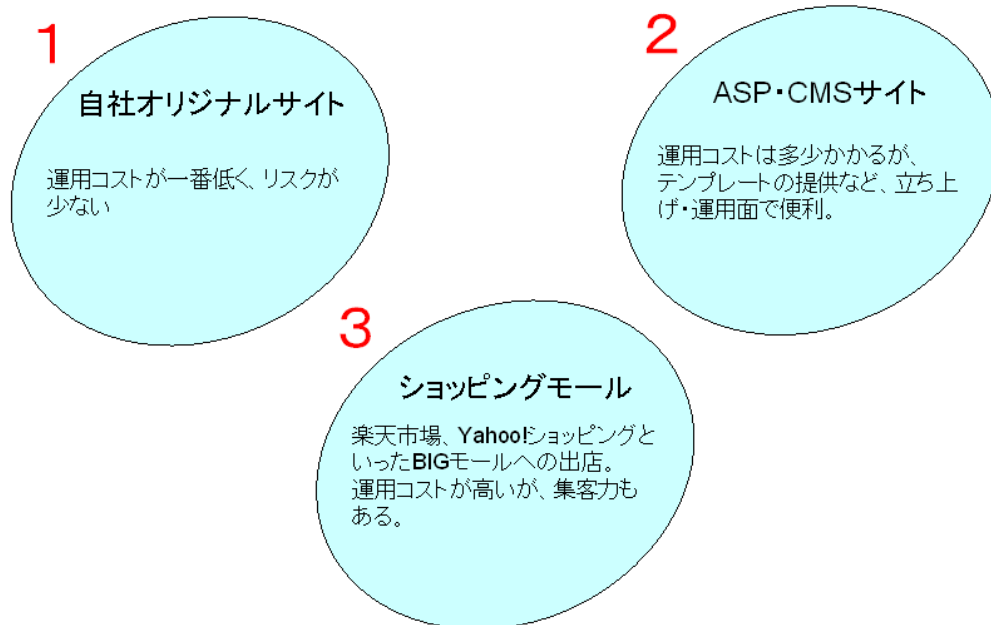 1
自社オリジナルサイト
運用コストが一番低く、リスクが
少ない
2
ASP・CMSサイト
運用コストは多少かかるが、
テンプレートの提供など、立ち上
げ・運用面で便利。
3
ショッピングモール
楽天市場、Yahoo!ショッピングと
いったBIGモールへの出店。
運用コストが高いが、集客力も
ある。